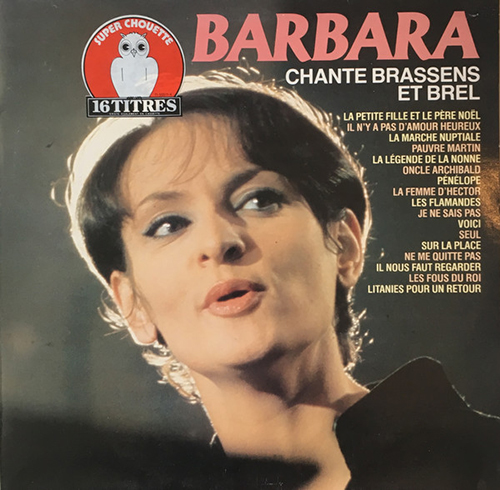 SUPER CHOUETTE
16 TITRES
BARBARA
CHANTE BRASSENS
ET BREL
LA PETITE FILLE ET LE PÈRE NOËL
IL N'Y A PAS D'AMOUR HEUREUX
LA MARCHE NUPTIALE
PAUVRE MARTIN
LA LÉGENDE DE LA NONNE
ONCLE ARCHIBALD
PÉNÉLOPE
LA FEMME D'HECTOR
LES FLAMANDES
JE NE SAIS PAS
VOICI
SEUL
SUR LA PLACE
NE ME QUITTE PAS
IL NOUS FAUT REGARDER
LES FOUS DU ROI
LITANIES POUR UN RETOUR